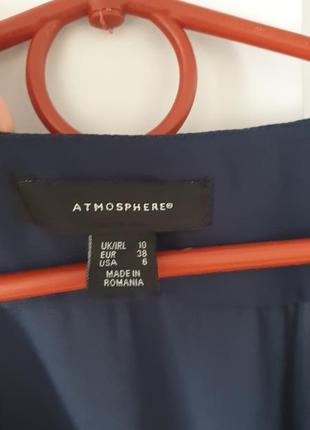 ATMOSPHERE®
UK/IRL 10
EUR 38
USA 6
MADE IN
ROMANIA